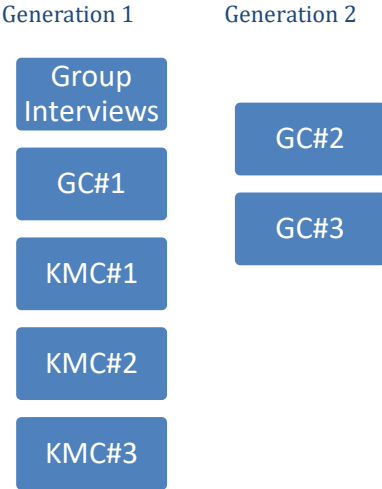 Generation 1
Generation 2
Group
Interviews
GC#1
KMC#1
KMC#2
KMC#3
GC#2
GC#3